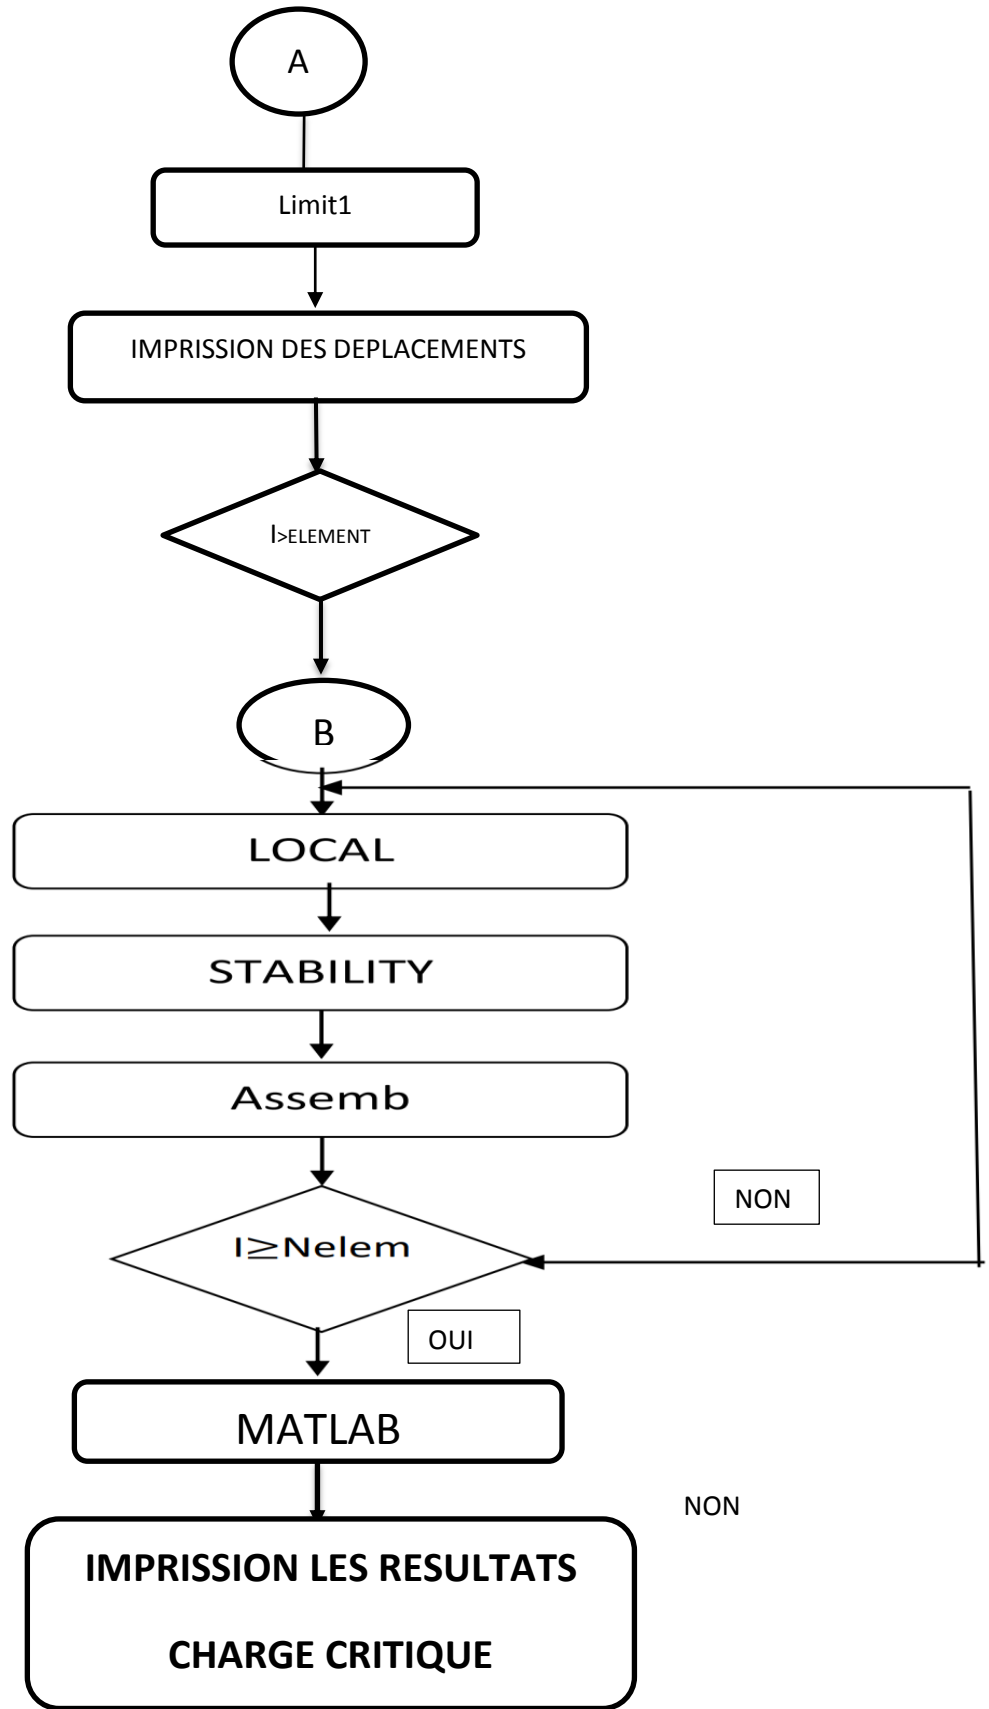 A
Limit1
IMPRISSION DES DEPLACEMENTS
I>ELEMENT
B
LOCAL
STABILITY
Assemb
NON
I≥Nelem
OUI
MATLAB
NON
IMPRISSION LES RESULTATS
CHARGE CRITIQUE